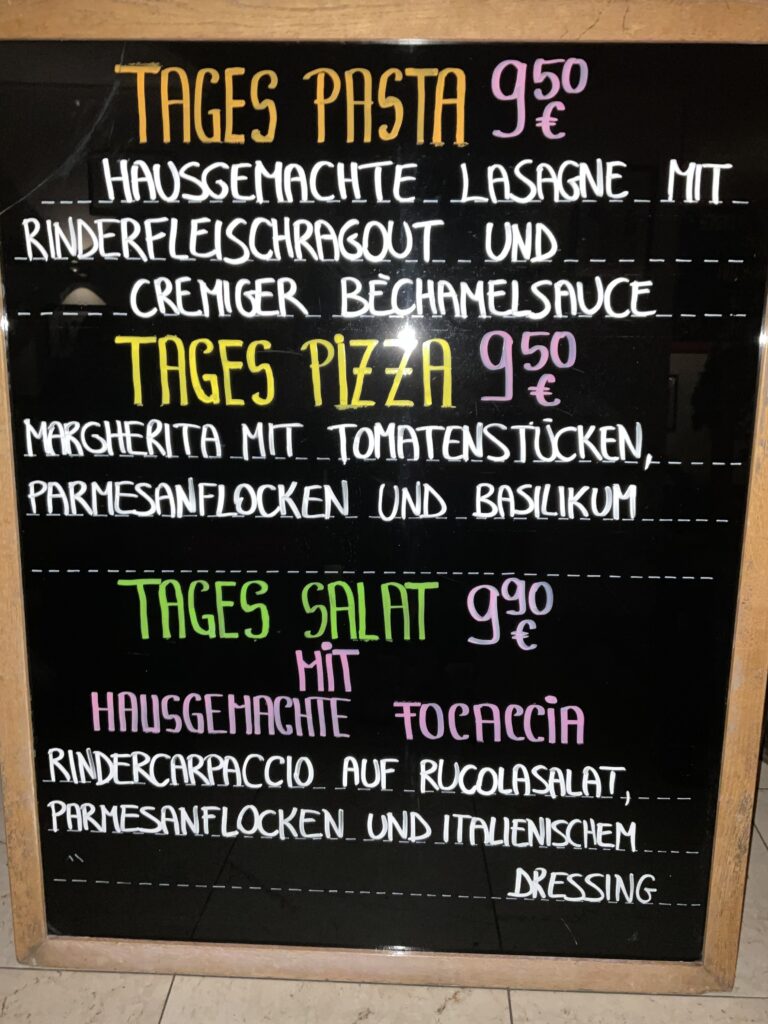 TAGES PASTA 9 50 €
HAUSGEMACHTE LASAGNE MIT
RINDERFLEISCHRAGOUT UND
CREMIGER BÈCHAMELSAUCE
TAGES PIZZA 9 50 €
MARGHERITA MIT TOMATENSTÜCKEN,
PARMESANFLOCKEN UND BASILIKUM
TAGES SALAT 9 90 €
MIT
HAUSGEMACHTE FOCACCIA
RINDERCARPACCIO AUF RUCOLASALAT,
PARMESANFLOCKEN UND ITALIENISCHEM
DRESSING